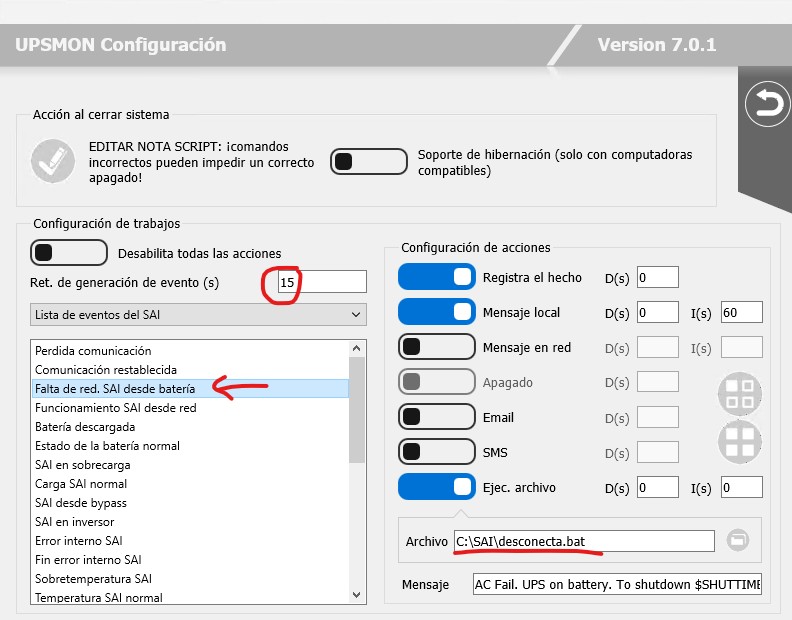 UPSMON Configuración
Version 7.0.1
Acción al cerrar sistema
EDITAR NOTA SCRIPT: ¡comandos
incorrectos pueden impedir un correcto
apagado!
Soporte de hibernación (solo con computadoras
compatibles)
Configuración de trabajos
Desabilita todas las acciones
Ret. de generación de evento (s)
15
Lista de eventos del SAI
Perdida comunicación
Comunicación restablecida
Falta de red. SAI desde batería
Funcionamiento SAI desde red
Batería descargada
Estado de la batería normal
SAI en sobrecarga
Carga SAI normal
SAI desde bypass
SAI en inversor
Error interno SAI
Fin error interno SAI
Sobretemperatura SAI
Temperatura SAI normal
Configuración de acciones
Registra el hecho D(s) 0
Mensaje local D(s) 0 I(s) 60
Mensaje en red D(s) I(s)
Apagado D(s)
Email D(s)
SMS D(s)
Ejec. archivo D(s) 0 I(s) 0
Archivo C:\SAI\desconecta.bat
Mensaje AC Fail. UPS on battery. To shutdown $SHUTTIME